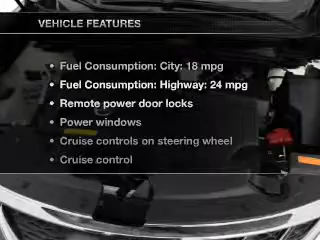 VEHICLE FEATURES
• Fuel Consumption: City: 18 mpg
• Fuel Consumption: Highway: 24 mpg
• Remote power door locks
• Power windows
• Cruise controls on steering wheel
• Cruise control